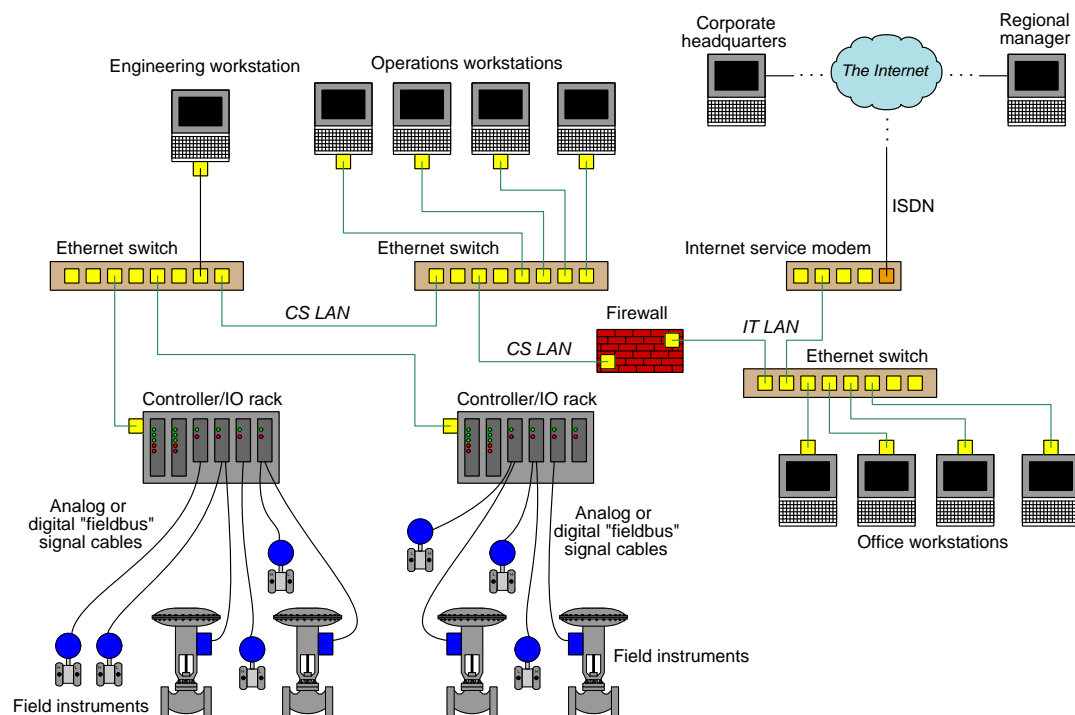 Corporate
headquarters
The Internet
Regional
manager
Engineering workstation
Operations workstations
ISDN
Ethernet switch
Ethernet switch
Internet service modem
CS LAN
Firewall
IT LAN
CS LAN
Ethernet switch
Controller/IO rack
Controller/IO rack
Analog or
digital "fieldbus"
signal cables
Analog or
digital "fieldbus"
signal cables
Office workstations
Field instruments
Field instruments